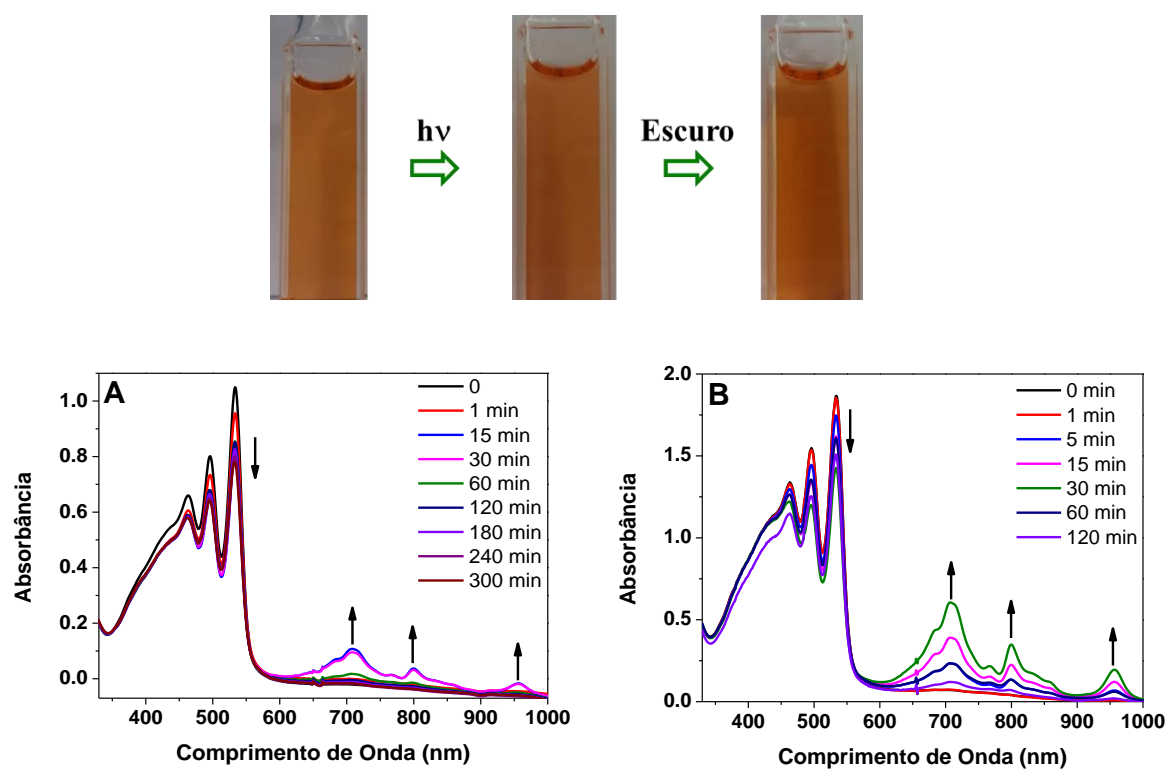 hν
Escuro
A
0
1 min
15 min
30 min
60 min
120 min
180 min
240 min
300 min
1.0
0.8
0.6
0.4
0.2
0.0
Absorbância
400 500 600 700 800 900 1000
Comprimento de Onda (nm)
B
0 min
1 min
5 min
15 min
30 min
60 min
120 min
2.0
1.5
1.0
0.5
0.0
Absorbância
400 500 600 700 800 900 1000
Comprimento de Onda (nm)